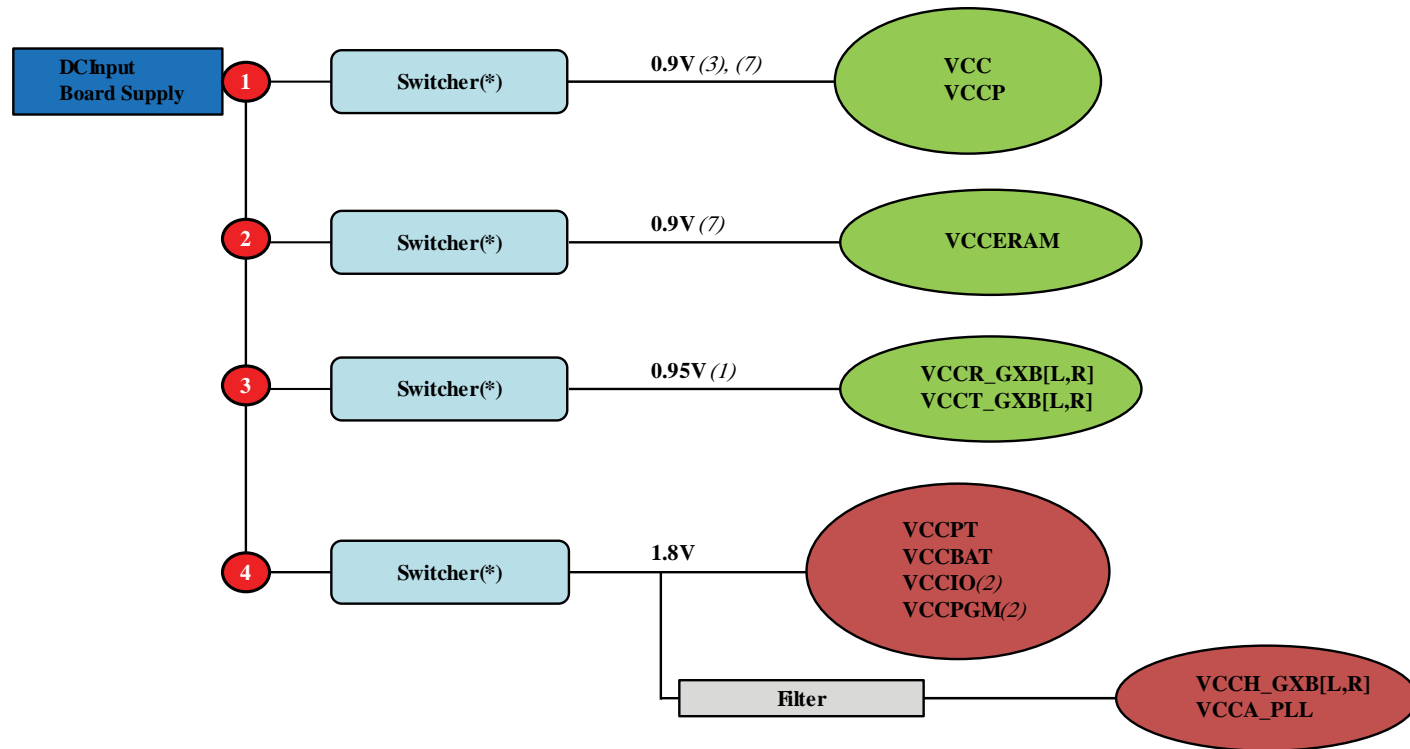 DCInput
Board Supply
1
Switcher(*)
0.9V (3), (7)
VCC
VCCP
2
Switcher(*)
0.9V (7)
VCCERAM
3
Switcher(*)
0.95V (1)
VCCR_GXB[L,R]
VCCT_GXB[L,R]
4
Switcher(*)
1.8V
VCCPT
VCCBAT
VCCIO(2)
VCCPGM(2)
Filter
VCCH_GXB[L,R]
VCCA_PLL